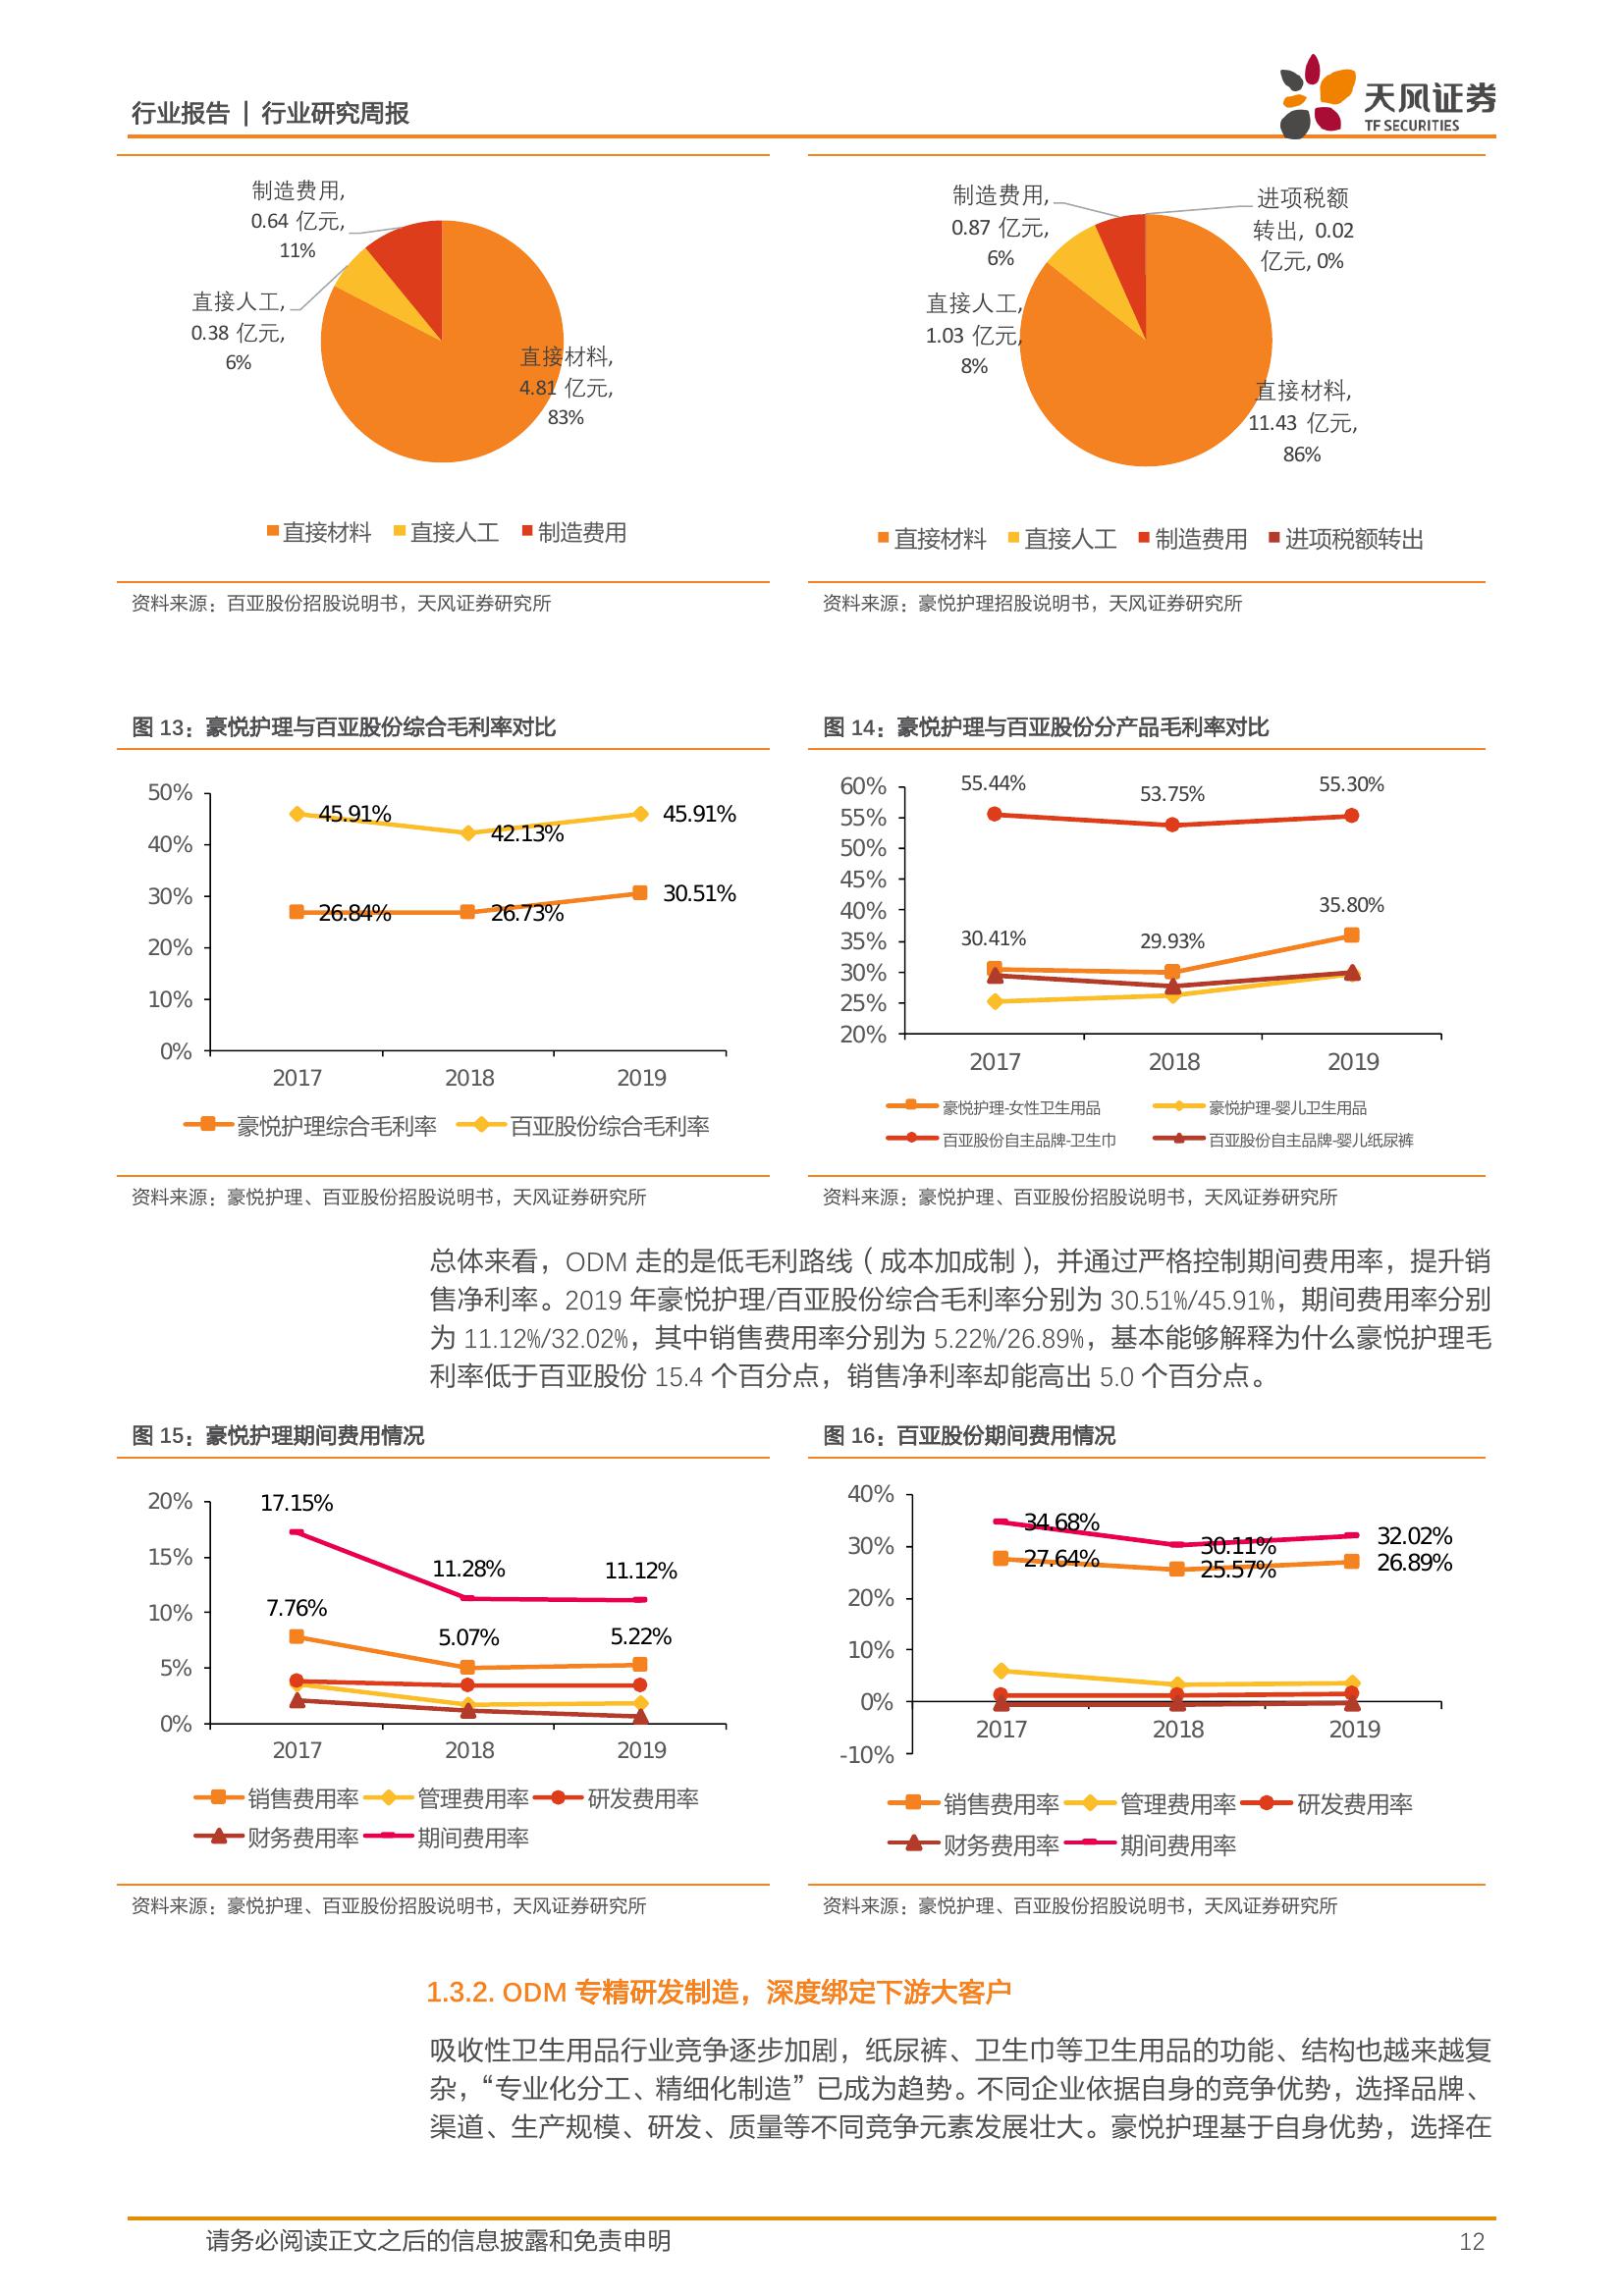 行业报告 | 行业研究周报
天风证券
TF SECURITIES
制造费用,
0.64 亿元,
11%
直接人工,
0.38 亿元,
6%
直接材料,
4.81 亿元,
83%
直接材料 直接人工 制造费用
资料来源：百亚股份招股说明书，天风证券研究所
制造费用,
0.87 亿元,
6%
进项税额
转出, 0.02
亿元, 0%
直接人工,
1.03 亿元,
8%
直接材料,
11.43 亿元,
86%
直接材料 直接人工 制造费用 进项税额转出
资料来源：豪悦护理招股说明书，天风证券研究所
图 13：豪悦护理与百亚股份综合毛利率对比
50%
40%
30%
20%
10%
0%
45.91%
42.13%
45.91%
26.84%
26.73%
30.51%
2017 2018 2019
豪悦护理综合毛利率 百亚股份综合毛利率
资料来源：豪悦护理、百亚股份招股说明书，天风证券研究所
图 14：豪悦护理与百亚股份分产品毛利率对比
60%
55%
50%
45%
40%
35%
30%
25%
20%
55.44%
53.75%
55.30%
30.41%
29.93%
35.80%
2017 2018 2019
豪悦护理-女性卫生用品 豪悦护理-婴儿卫生用品
百亚股份自主品牌-卫生巾 百亚股份自主品牌-婴儿纸尿裤
资料来源：豪悦护理、百亚股份招股说明书，天风证券研究所
总体来看，ODM 走的是低毛利路线（成本加成制），并通过严格控制期间费用率，提升销
售净利率。2019 年豪悦护理/百亚股份综合毛利率分别为 30.51%/45.91%，期间费用率分别
为 11.12%/32.02%，其中销售费用率分别为 5.22%/26.89%，基本能够解释为什么豪悦护理毛
利率低于百亚股份 15.4 个百分点，销售净利率却能高出 5.0 个百分点。
图 15：豪悦护理期间费用情况
20%
15%
10%
5%
0%
17.15%
11.28%
11.12%
7.76%
5.07%
5.22%
2017 2018 2019
销售费用率 管理费用率 研发费用率
财务费用率 期间费用率
资料来源：豪悦护理、百亚股份招股说明书，天风证券研究所
图 16：百亚股份期间费用情况
40%
30%
20%
10%
0%
-10%
34.68%
30.11%
32.02%
27.64%
25.57%
26.89%
2017 2018 2019
销售费用率 管理费用率 研发费用率
财务费用率 期间费用率
资料来源：豪悦护理、百亚股份招股说明书，天风证券研究所
1.3.2. ODM 专精研发制造，深度绑定下游大客户
吸收性卫生用品行业竞争逐步加剧，纸尿裤、卫生巾等卫生用品的功能、结构也越来越复
杂，“专业化分工、精细化制造”已成为趋势。不同企业依据自身的竞争优势，选择品牌、
渠道、生产规模、研发、质量等不同竞争元素发展壮大。豪悦护理基于自身优势，选择在
请务必阅读正文之后的信息披露和免责申明
12